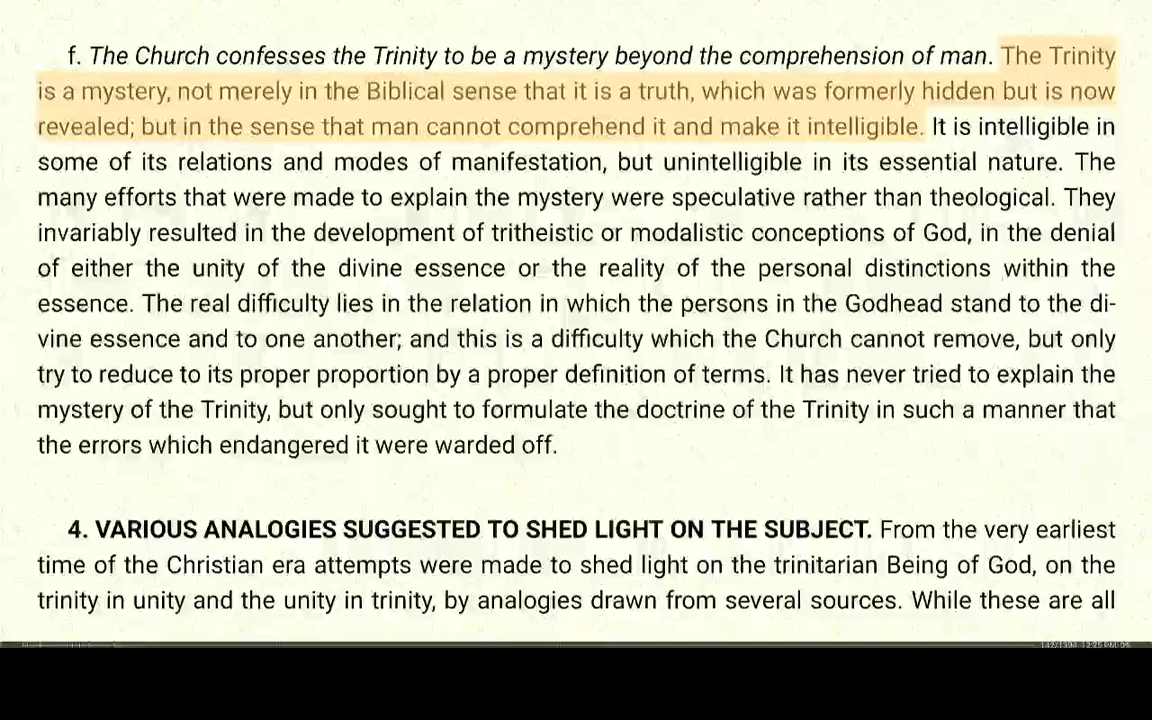 f. The Church confesses the Trinity to be a mystery beyond the comprehension of man. The Trinity
is a mystery, not merely in the Biblical sense that it is a truth, which was formerly hidden but is now
revealed; but in the sense that man cannot comprehend it and make it intelligible. It is intelligible in
some of its relations and modes of manifestation, but unintelligible in its essential nature. The
many efforts that were made to explain the mystery were speculative rather than theological. They
invariably resulted in the development of tritheistic or modalistic conceptions of God, in the denial
of either the unity of the divine essence or the reality of the personal distinctions within the
essence. The real difficulty lies in the relation in which the persons in the Godhead stand to the di-
vine essence and to one another; and this is a difficulty which the Church cannot remove, but only
try to reduce to its proper proportion by a proper definition of terms. It has never tried to explain the
mystery of the Trinity, but only sought to formulate the doctrine of the Trinity in such a manner that
the errors which endangered it were warded off.
4. VARIOUS ANALOGIES SUGGESTED TO SHED LIGHT ON THE SUBJECT. From the very earliest
time of the Christian era attempts were made to shed light on the trinitarian Being of God, on the
trinity in unity and the unity in trinity, by analogies drawn from several sources. While these are all